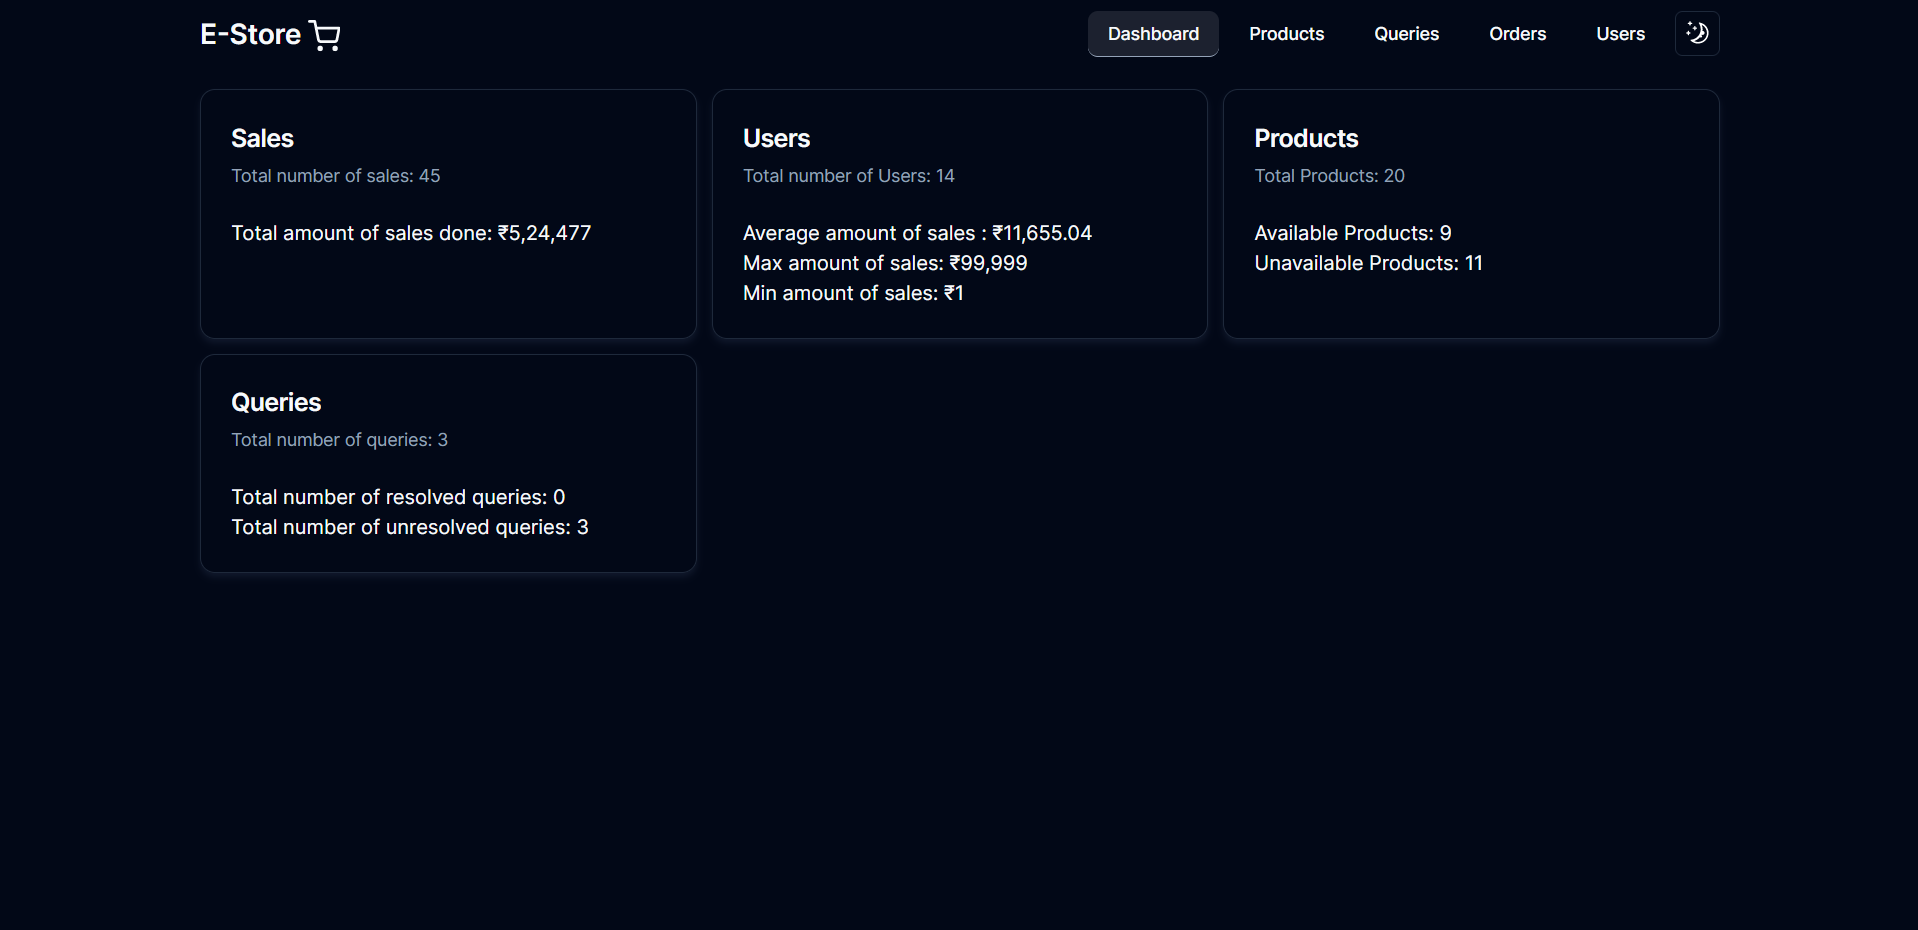 E-Store
Dashboard Products Queries Orders Users
Sales
Total number of sales: 45
Total amount of sales done: ₹5,24,477
Users
Total number of Users: 14
Average amount of sales : ₹11,655.04
Max amount of sales: ₹99,999
Min amount of sales: ₹1
Products
Total Products: 20
Available Products: 9
Unavailable Products: 11
Queries
Total number of queries: 3
Total number of resolved queries: 0
Total number of unresolved queries: 3